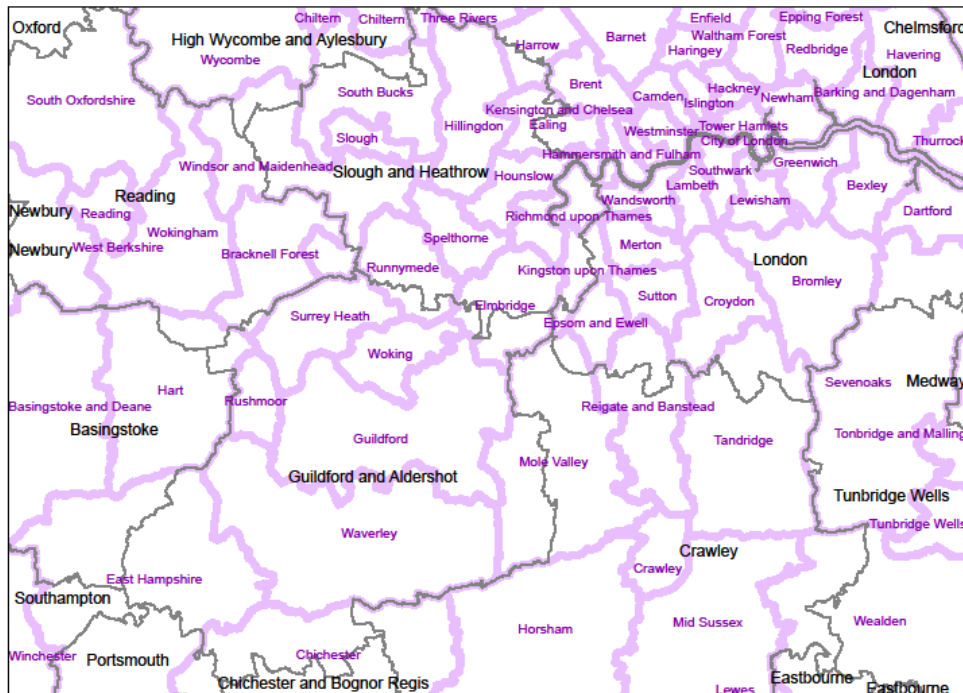 Oxford
Chiltern
Chiltern
Three Rivers
Enfield
Epping Forest
High Wycombe and Aylesbury
Barnet
Waltham Forest
Chelmsford
Harrow
Haringey
Redbridge
Havering
Wycombe
London
South Bucks
Brent
Hackney
Barking and Dagenham
South Oxfordshire
Camden
Newham
Islington
Kensington and Chelsea
Hillingdon
Ealing
Westminster
Tower Hamlets
Slough
City of London
Thurrock
Hammersmith and Fulham
Greenwich
Windsor and Maidenhead
Slough and Heathrow
Hounslow
Southwark
Lambeth
Bexley
Reading
Wandsworth
Lewisham
Newbury
Reading
Richmond upon Thames
Dartford
Wokingham
Spelthorne
Newbury
West Berkshire
Merton
Bracknell Forest
London
Runnymede
Kingston upon Thames
Bromley
Sutton
Croydon
Elmbridge
Surrey Heath
Epsom and Ewell
Woking
Sevenoaks
Medway
Hart
Basingstoke and Deane
Rushmoor
Reigate and Banstead
Basingstoke
Guildford
Tandridge
Tonbridge and Malling
Mole Valley
Guildford and Aldershot
Tunbridge Wells
Waverley
Tunbridge Wells
Crawley
Crawley
East Hampshire
Southampton
Horsham
Mid Sussex
Wealden
Winchester
Portsmouth
Chichester
Eastbourne
Chichester and Bognor Regis
Lewes
Eastbourne